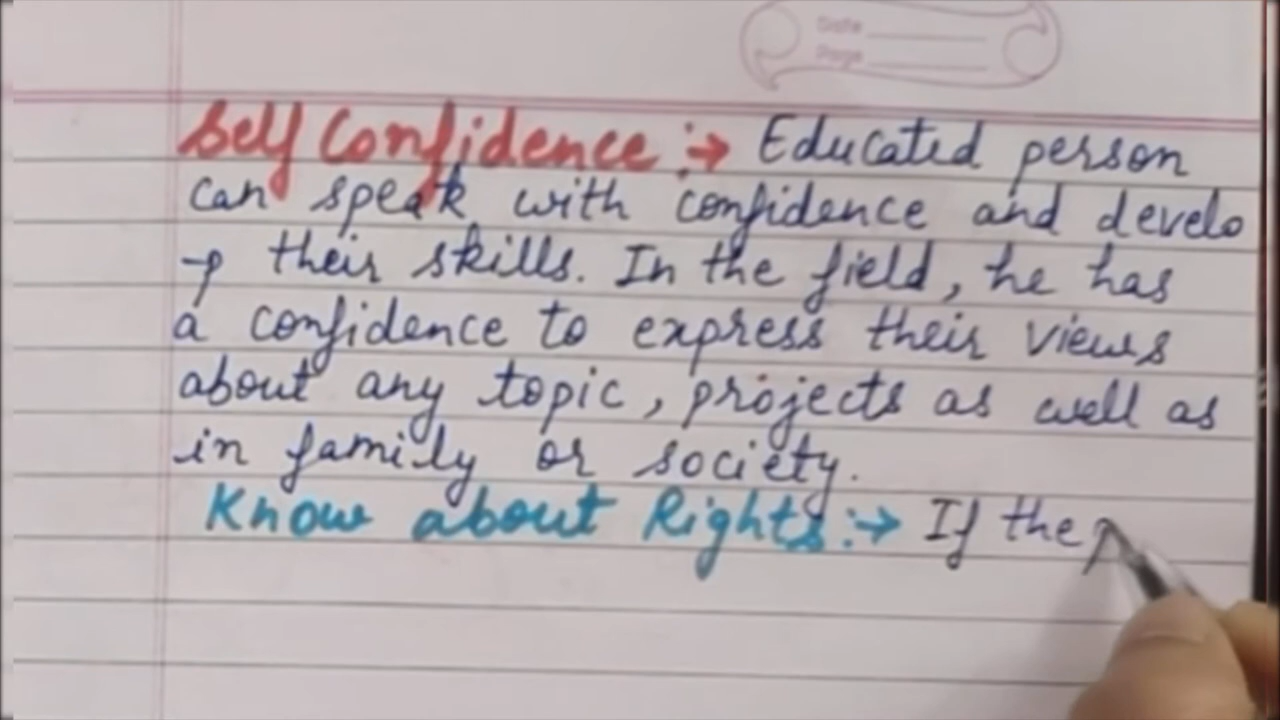 Date
Page
Self Confidence :→ Educated person
can speak with confidence and develo
-p their skills. In the field, he has
a confidence to express their views
about any topic, projects as well as
in family or society.
Know about Rights :→ If the p